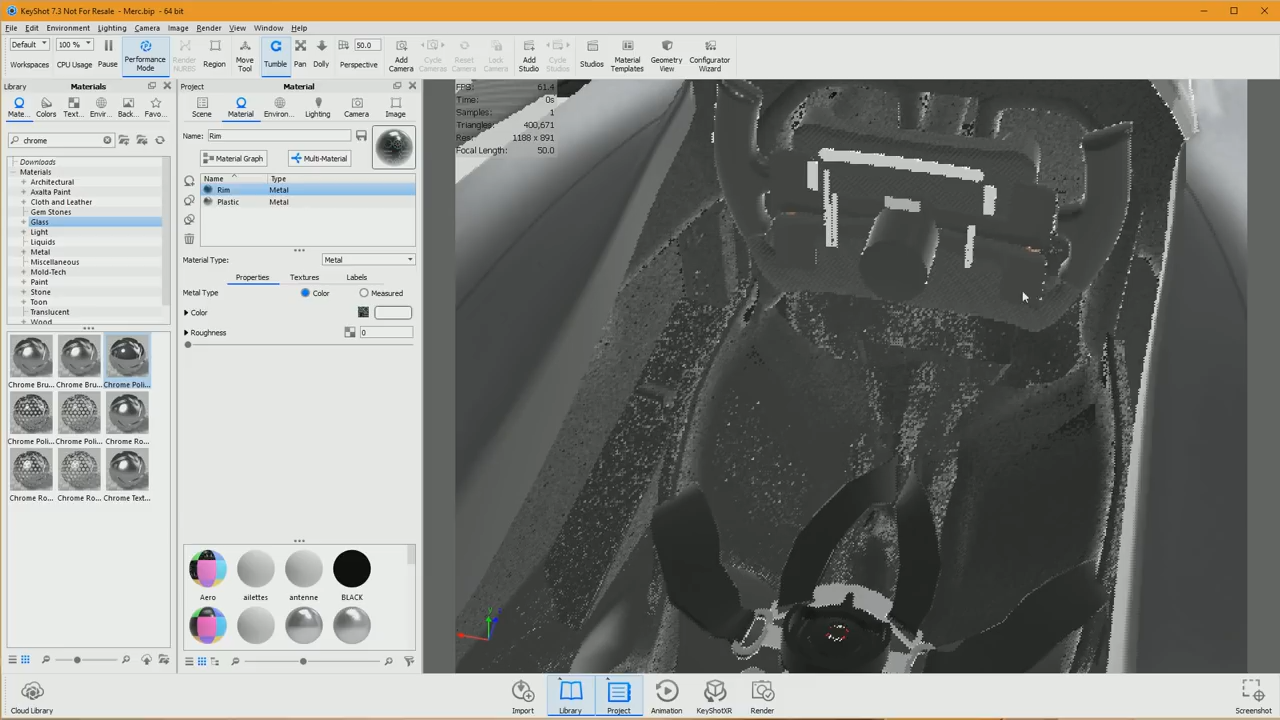 KeyShot 7.3 Not For Resale - Merc.bip - 64 bit
File Edit Environment Lighting Camera Image Render View Window Help
Default 100 % 50.0
Workspaces CPU Usage Pause Performance Mode Render NURBS Region Move Tool Tumble Pan Dolly Perspective Add Camera Cycle Cameras Reset Camera Lock Camera Add Studio Cycle Studios Studios Material Templates Geometry View Configurator Wizard
Library Materials Project Material
Mate... Colors Text... Envi... Back... Favo... Scene Material Environ... Lighting Camera Image
chrome
Name: Rim
Downloads
Materials
Architectural
Axalta Paint
Cloth and Leather
Gem Stones
Glass
Light
Liquids
Metal
Miscellaneous
Mold-Tech
Paint
Stone
Toon
Translucent
Wood
Chrome Bru... Chrome Bru... Chrome Poli...
Chrome Poli... Chrome Poli... Chrome Ro...
Chrome Ro... Chrome Ro... Chrome Text...
Material Graph Multi-Material
Name Type
Rim Metal
Plastic Metal
Material Type: Metal
Properties Textures Labels
Metal Type Color Measured
Color
Roughness 0
Aero ailettes antenne BLACK
FPS: 61.4
Time: 0s
Samples: 1
Triangles: 400,671
Res: 1188 x 891
Focal Length: 50.0
Cloud Library Import Library Project Animation KeyShotXR Render Screenshot